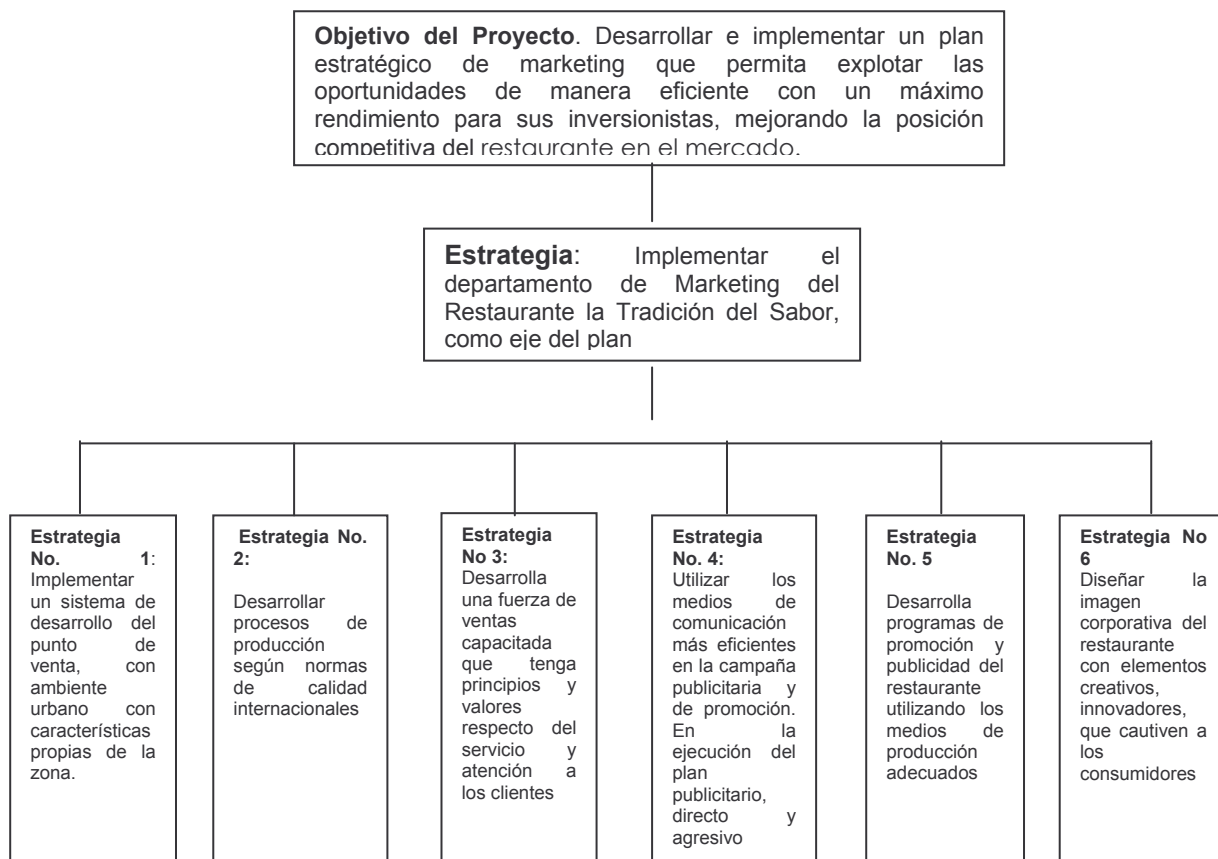 Objetivo del Proyecto. Desarrollar e implementar un plan
estratégico de marketing que permita explotar las
oportunidades de manera eficiente con un máximo
rendimiento para sus inversionistas, mejorando la posición
competitiva del restaurante en el mercado.
Estrategia: Implementar el
departamento de Marketing del
Restaurante la Tradición del Sabor,
como eje del plan
Estrategia
No. 1:
Implementar
un sistema de
desarrollo del
punto de
venta, con
ambiente
urbano con
características
propias de la
zona.
Estrategia No.
2:
Desarrollar
procesos de
producción
según normas
de calidad
internacionales
Estrategia
No 3:
Desarrolla
una fuerza de
ventas
capacitada
que tenga
principios y
valores
respecto del
servicio y
atención a
los clientes
Estrategia
No. 4:
Utilizar los
medios de
comunicación
más eficientes
en la campaña
publicitaria y
de promoción.
En la
ejecución del
plan
publicitario,
directo y
agresivo
Estrategia
No. 5
Desarrolla
programas de
promoción y
publicidad del
restaurante
utilizando los
medios de
producción
adecuados
Estrategia No
6
Diseñar la
imagen
corporativa del
restaurante
con elementos
creativos,
innovadores,
que cautiven a
los
consumidores